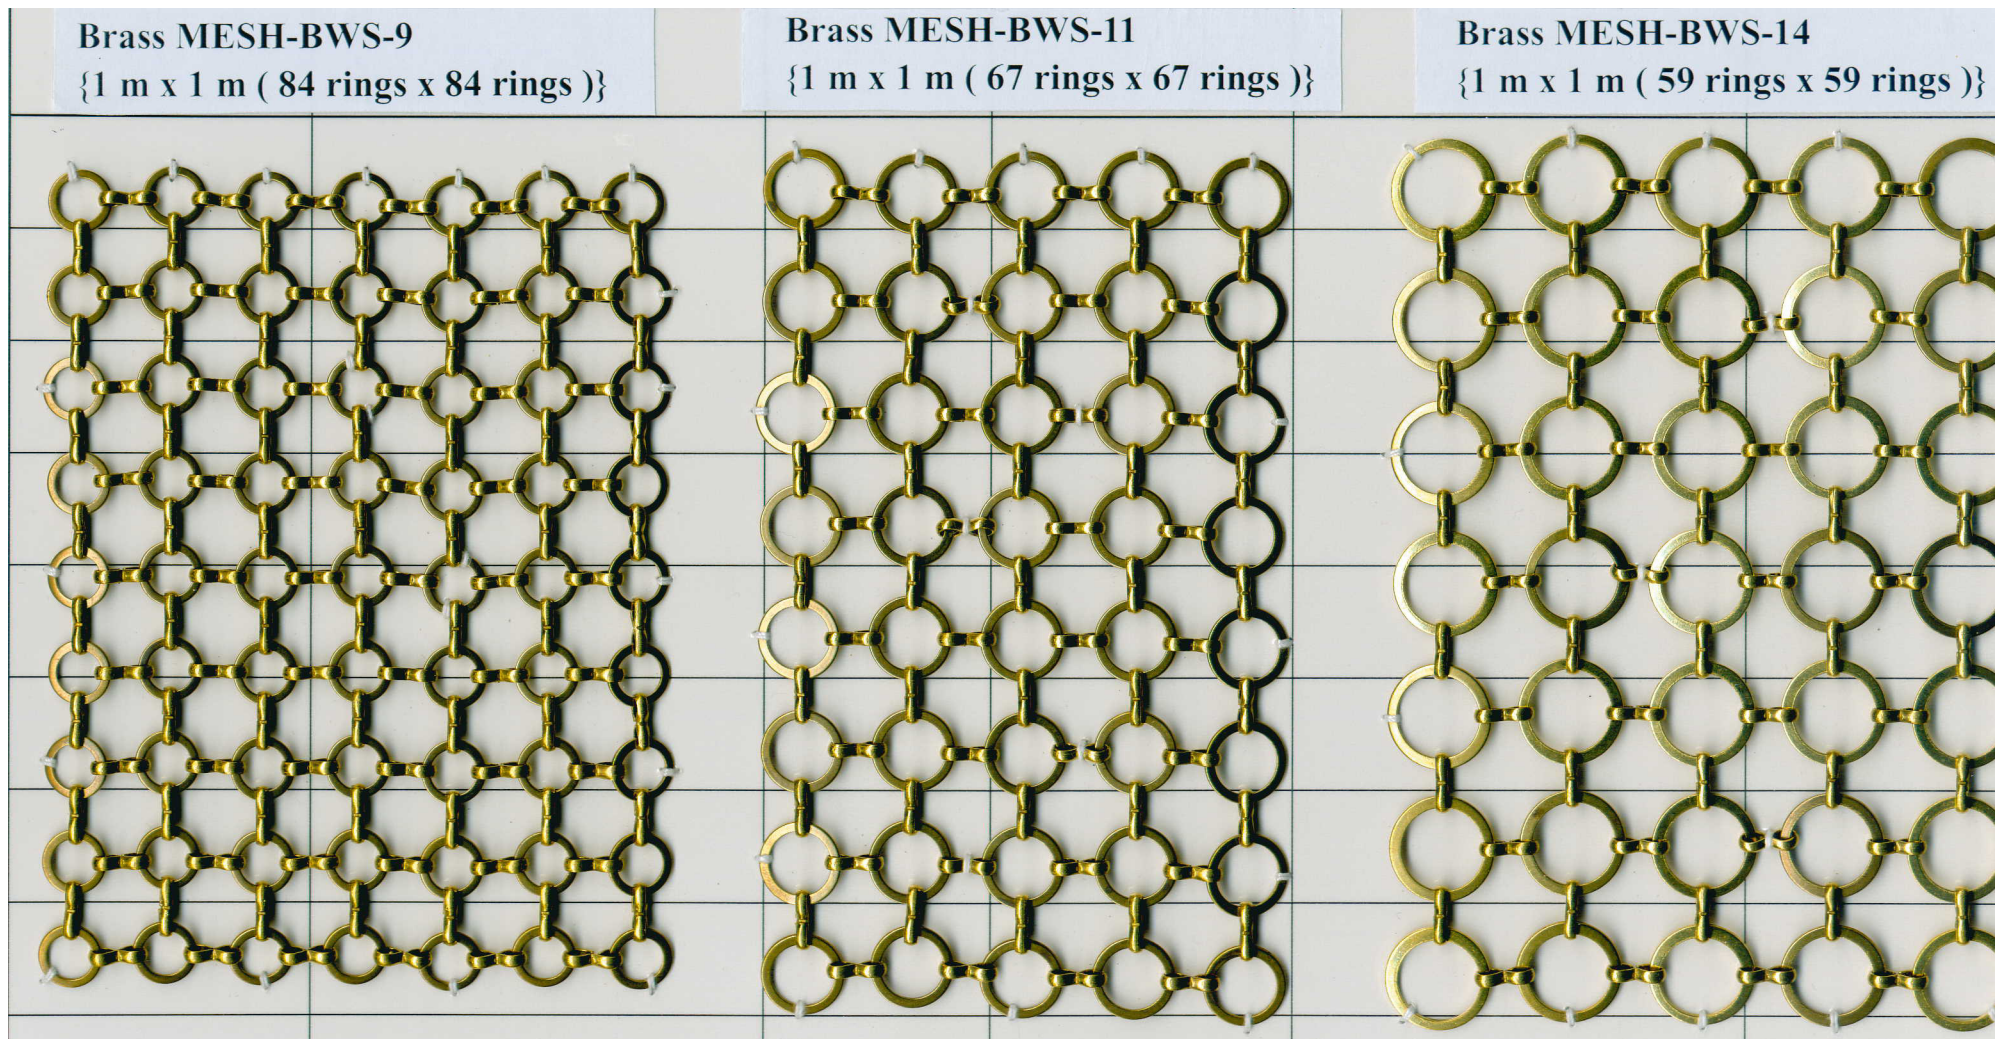 Brass MESH-BWS-9
{1 m x 1 m ( 84 rings x 84 rings )}
Brass MESH-BWS-11
{1 m x 1 m ( 67 rings x 67 rings )}
Brass MESH-BWS-14
{1 m x 1 m ( 59 rings x 59 rings )}